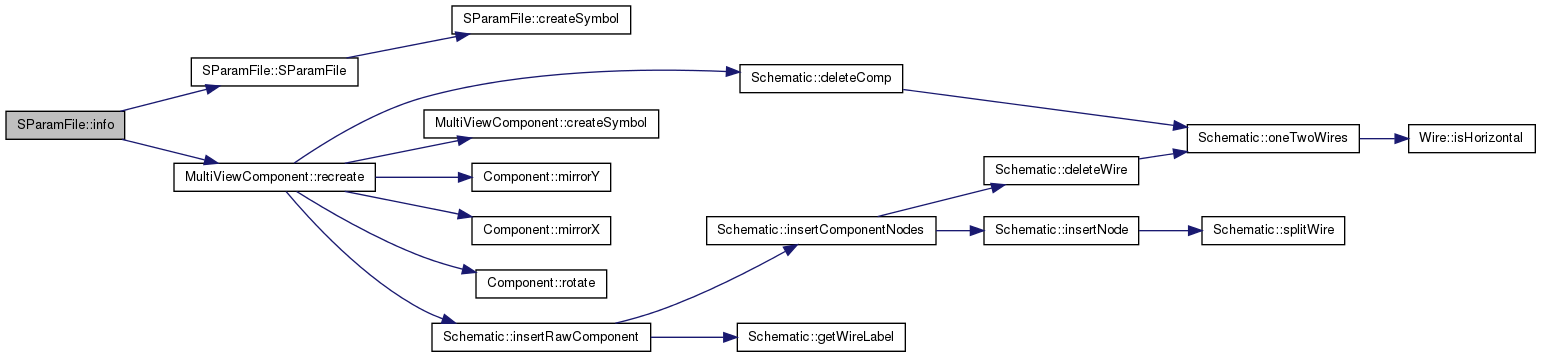 SParamFile::createSymbol
SParamFile::SParamFile
Schematic::deleteComp
SParamFile::info
MultiViewComponent::createSymbol
Schematic::oneTwoWires
Wire::isHorizontal
MultiViewComponent::recreate
Component::mirrorY
Schematic::deleteWire
Component::mirrorX
Schematic::insertComponentNodes
Schematic::insertNode
Schematic::splitWire
Component::rotate
Schematic::insertRawComponent
Schematic::getWireLabel